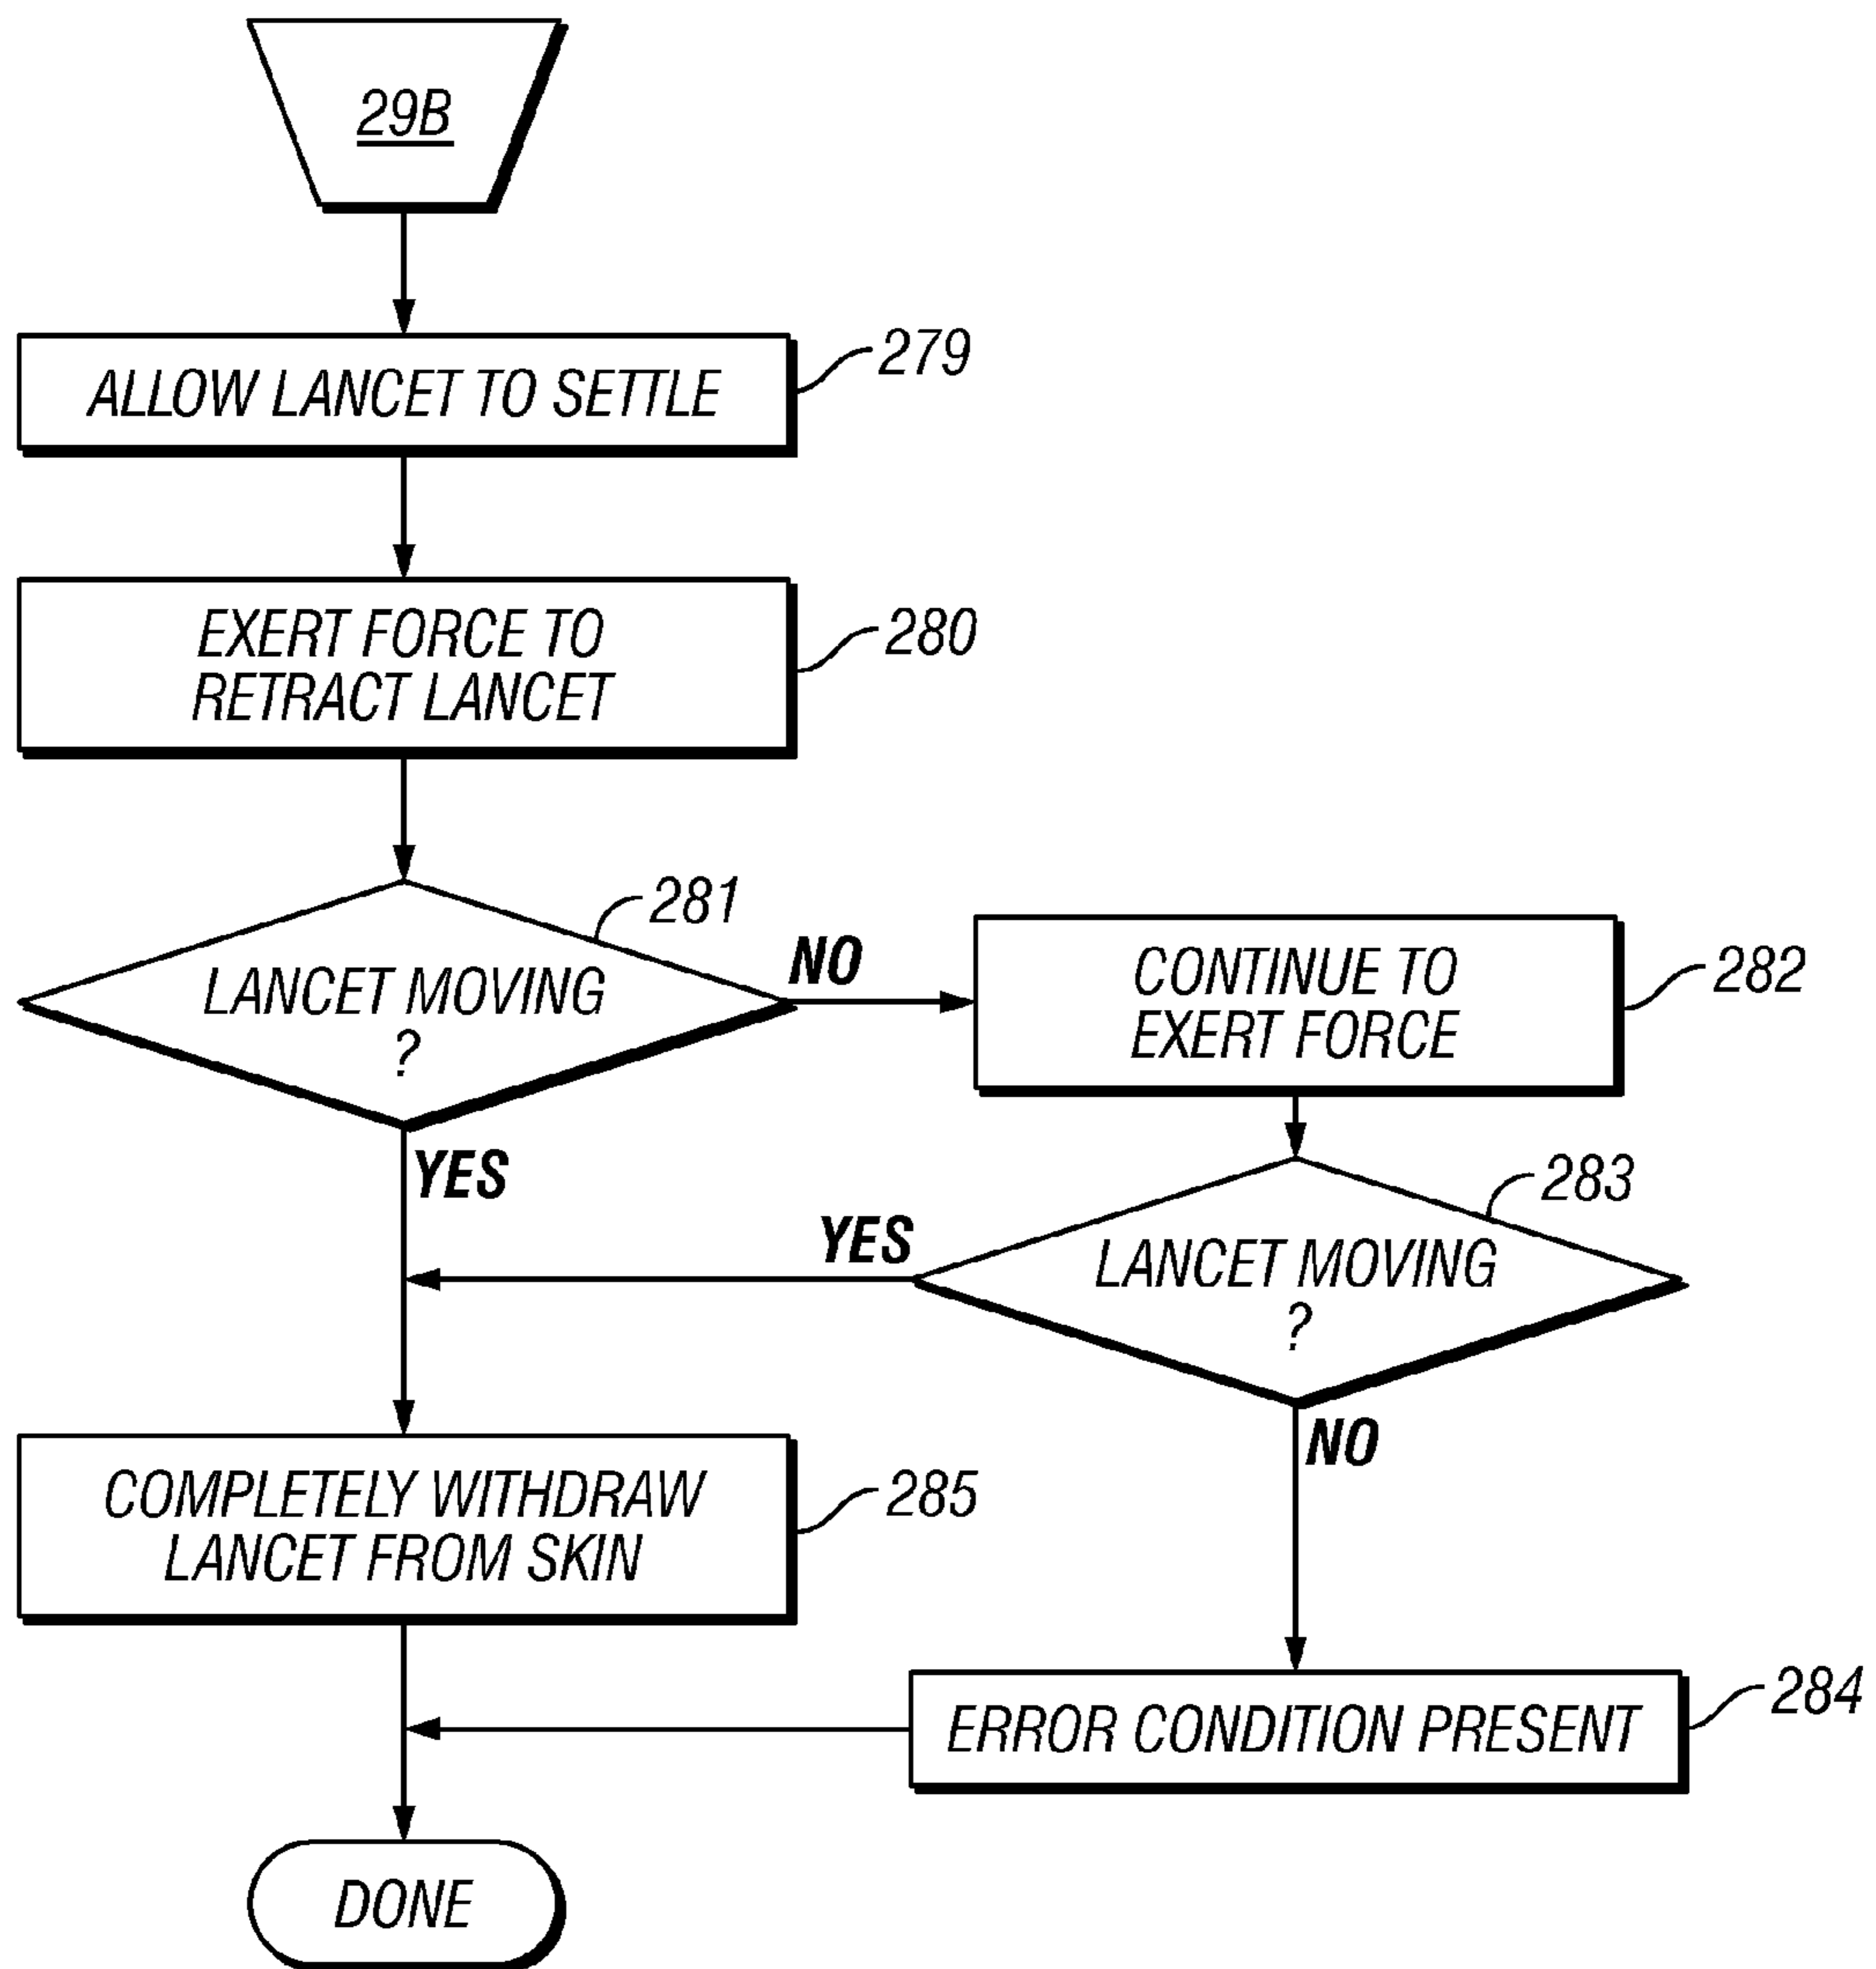 29B
ALLOW LANCET TO SETTLE
279
EXERT FORCE TO
RETRACT LANCET
280
LANCET MOVING
?
281
NO
YES
CONTINUE TO
EXERT FORCE
282
LANCET MOVING
?
283
YES
NO
COMPLETELY WITHDRAW
LANCET FROM SKIN
285
ERROR CONDITION PRESENT
284
DONE